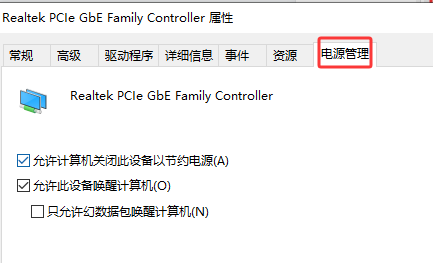 Realtek PCIe GbE Family Controller 属性
常规 高级 驱动程序 详细信息 事件 资源 电源管理
Realtek PCIe GbE Family Controller
允许计算机关闭此设备以节约电源(A)
允许此设备唤醒计算机(O)
只允许幻数据包唤醒计算机(N)